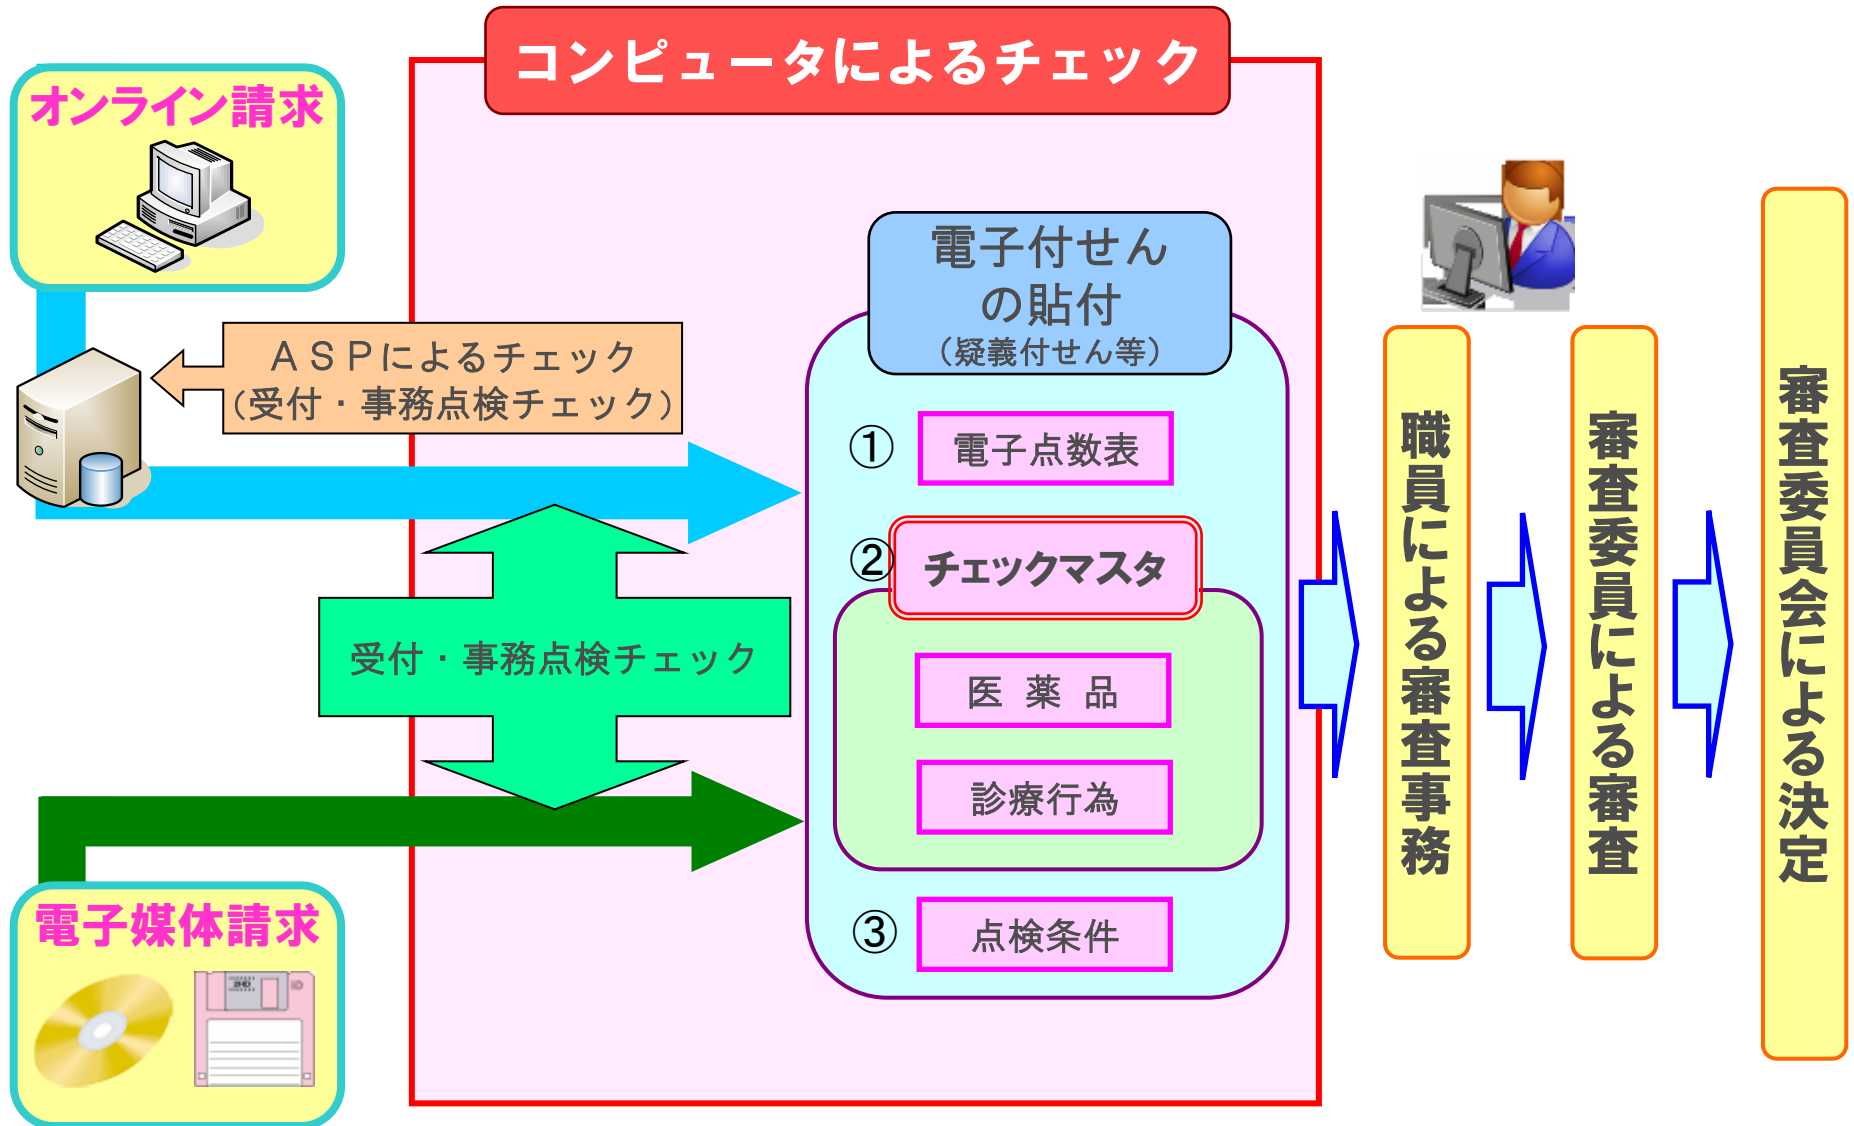 コンピュータによるチェック
オンライン請求
ＡＳＰによるチェック
（受付・事務点検チェック）
受付・事務点検チェック
電子媒体請求
2HD
HD
電子付せん
の貼付
（疑義付せん等）
① 電子点数表
② チェックマスタ
医 薬 品
診療行為
③ 点検条件
職員による審査事務
審査委員による審査
審査委員会による決定